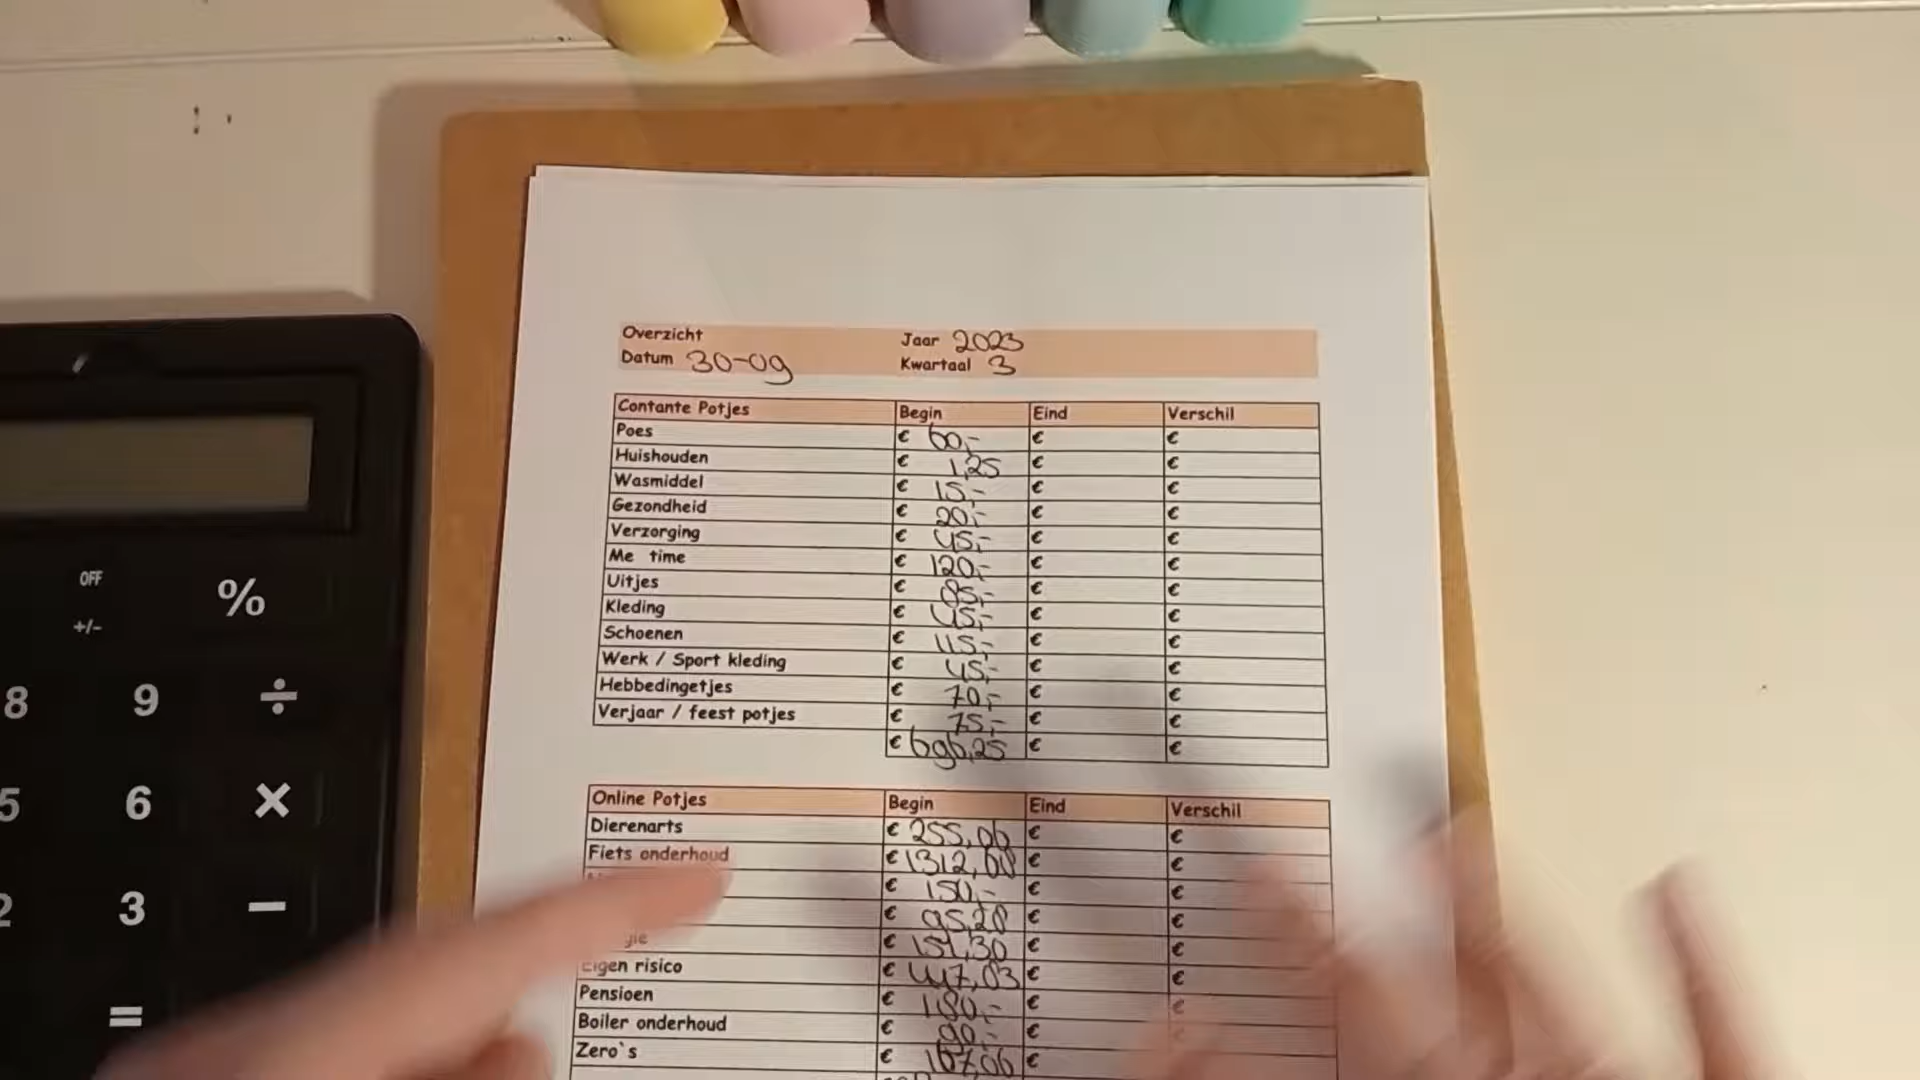 Overzicht Jaar 2023
Datum 30-09 Kwartaal 3
Contante Potjes Begin Eind Verschil
Poes € 60,- € €
Huishouden € 1,25 € €
Wasmiddel € 15,- € €
Gezondheid € 20,- € €
Verzorging € 45,- € €
Me time € 120,- € €
Uitjes € 85,- € €
Kleding € 45,- € €
Schoenen € 115,- € €
Werk / Sport kleding € 45,- € €
Hebbedingetjes € 70,- € €
Verjaar / feest potjes € 75,- € €
€ 696,25 € €
Online Potjes Begin Eind Verschil
Dierenarts € 255,06 € €
Fiets onderhoud € 1312,08 € €
€ 150,- € €
€ 95,28 € €
€ 151,30 € €
Eigen risico € 447,03 € €
Pensioen € 180,- € €
Boiler onderhoud € 90,- € €
Zero`s € 167,06 €
OFF
+/- %
8 9 ÷
5 6 ×
2 3 −
=